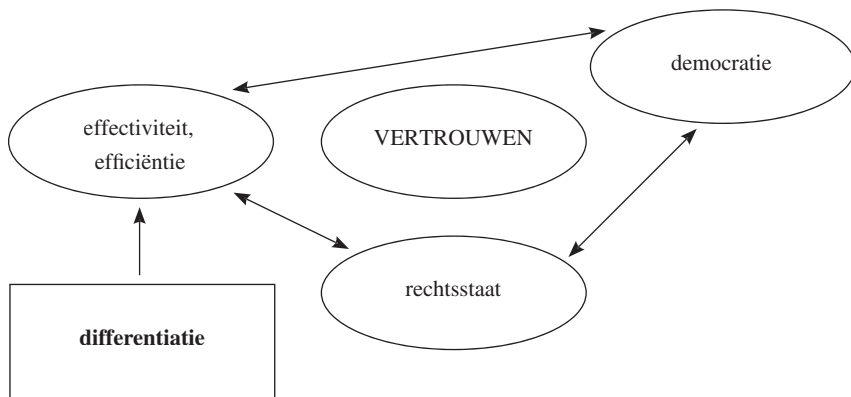 democratie
effectiviteit,
efficiëntie
VERTROUWEN
rechtsstaat
differentiatie